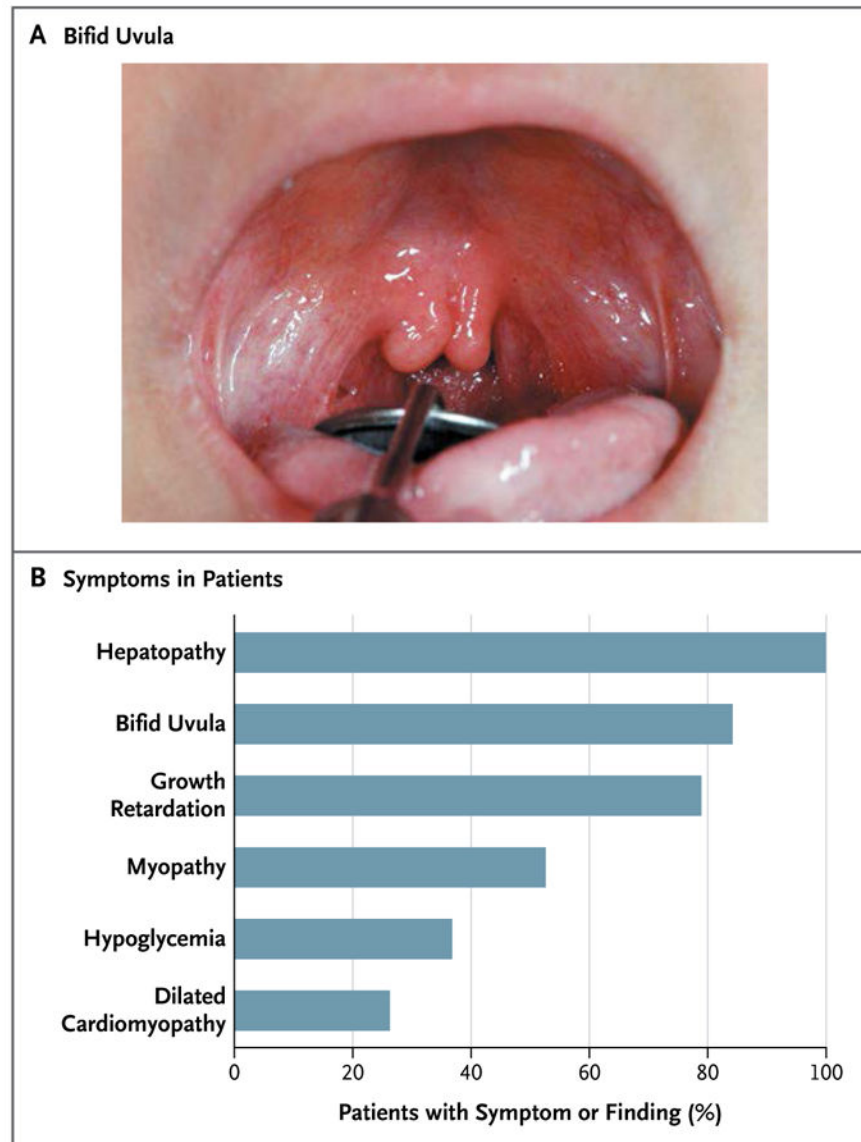 A Bifid Uvula
B Symptoms in Patients
Hepatopathy
Bifid Uvula
Growth
Retardation
Myopathy
Hypoglycemia
Dilated
Cardiomyopathy
0 20 40 60 80 100
Patients with Symptom or Finding (%)